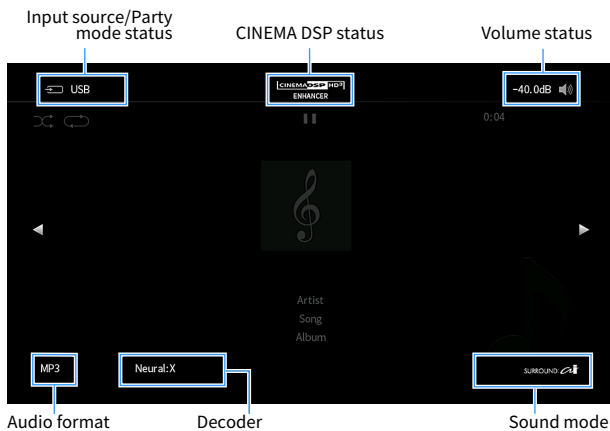 Input source/Party
mode status
CINEMA DSP status
Volume status
USB
CINEMA DSP HD³
ENHANCER
-40.0dB
0:04
Artist
Song
Album
MP3
Neural:X
SURROUND: AI
Audio format
Decoder
Sound mode